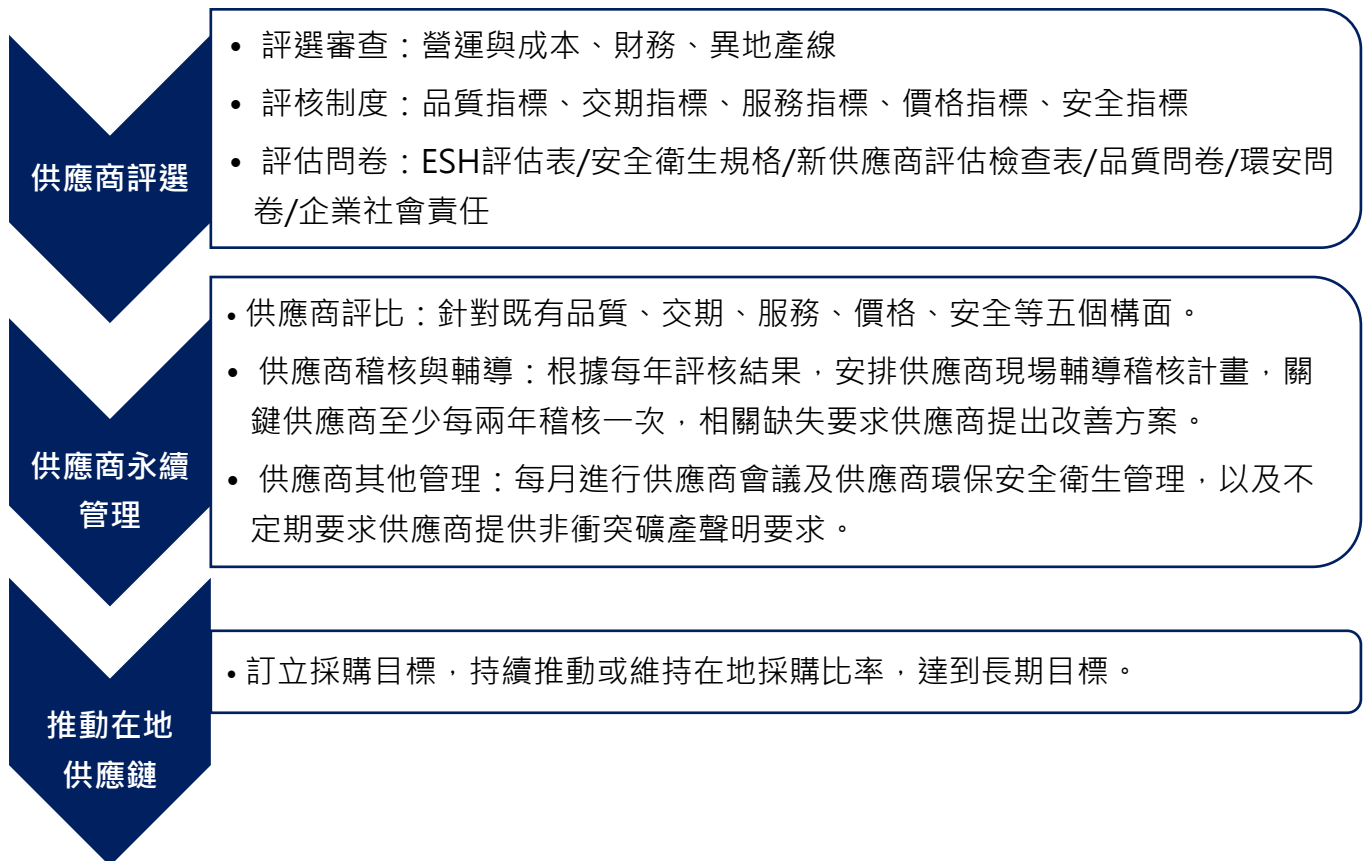 供應商評選
• 評選審查：營運與成本、財務、異地產線
• 評核制度：品質指標、交期指標、服務指標、價格指標、安全指標
• 評估問卷：ESH評估表/安全衛生規格/新供應商評估檢查表/品質問卷/環安問
卷/企業社會責任
供應商永續
管理
• 供應商評比：針對既有品質、交期、服務、價格、安全等五個構面。
• 供應商稽核與輔導：根據每年評核結果，安排供應商現場輔導稽核計畫，關
鍵供應商至少每兩年稽核一次，相關缺失要求供應商提出改善方案。
• 供應商其他管理：每月進行供應商會議及供應商環保安全衛生管理，以及不
定期要求供應商提供非衝突礦產聲明要求。
推動在地
供應鏈
• 訂立採購目標，持續推動或維持在地採購比率，達到長期目標。